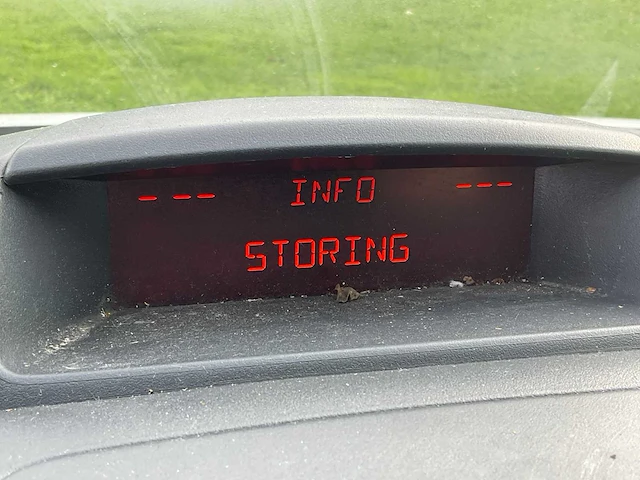 - -- INFO ---
STORING